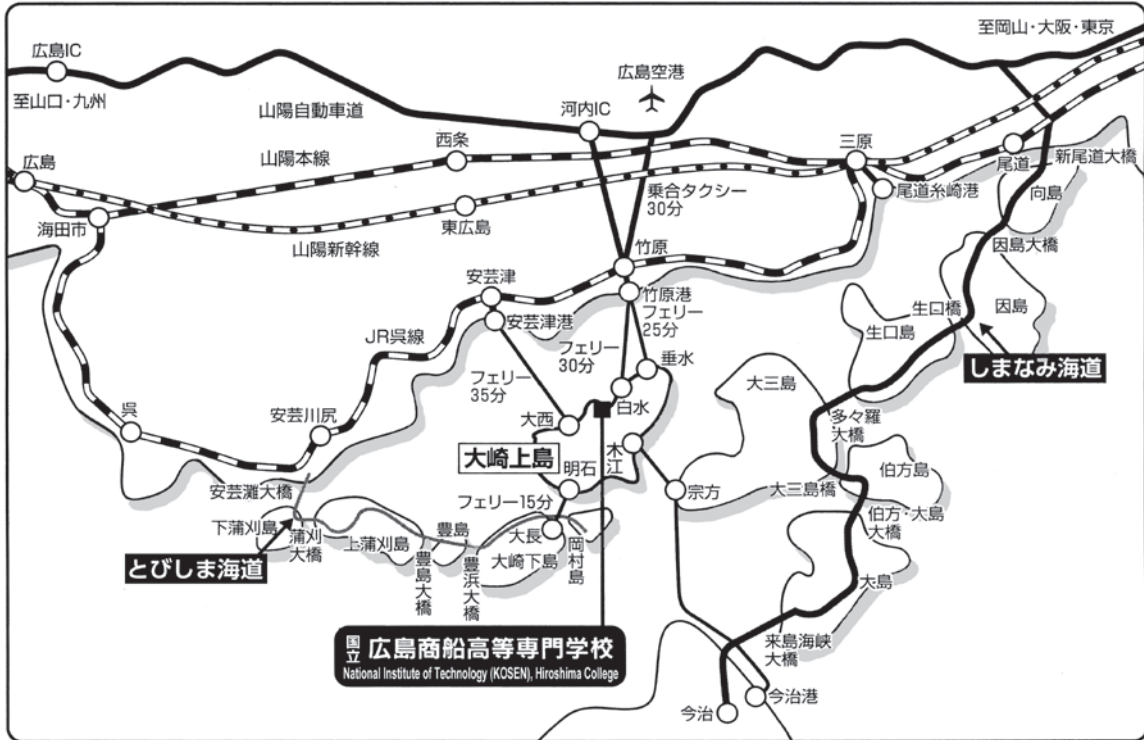 至岡山・大阪・東京
広島IC
広島空港
至山口・九州
山陽自動車道
河内IC
西条
三原
山陽本線
尾道
新尾道大橋
広島
乗合タクシー
30分
尾道糸崎港
向島
海田市
東広島
山陽新幹線
竹原
因島大橋
安芸津
竹原港
フェリー
25分
生口橋
因島
安芸津港
生口島
JR呉線
フェリー
30分
垂水
しまなみ海道
フェリー
35分
大三島
白水
大西
多々羅
大橋
呉
安芸川尻
木江
大崎上島
明石
伯方島
安芸灘大橋
宗方
大三島橋
フェリー15分
下蒲刈島
蒲刈
大橋
上蒲刈島
豊島
大長
伯方・大島
大橋
とびしま海道
豊島大橋
豊浜大橋
大崎下島
岡村島
大島
国立
広島商船高等専門学校
National Institute of Technology (KOSEN), Hiroshima College
来島海峡
大橋
今治港
今治